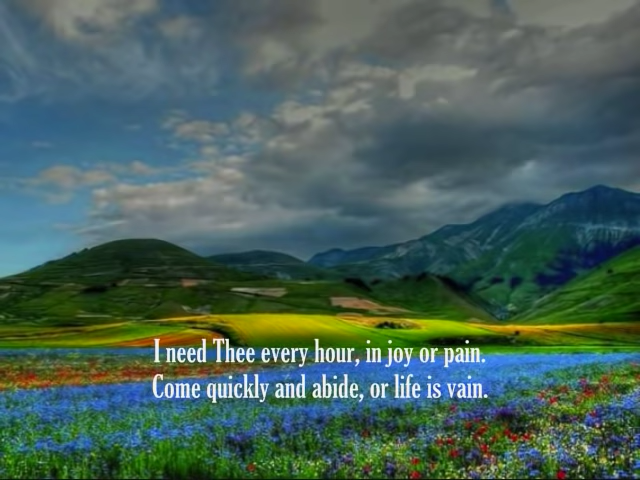 I need Thee every hour, in joy or pain.
Come quickly and abide, or life is vain.